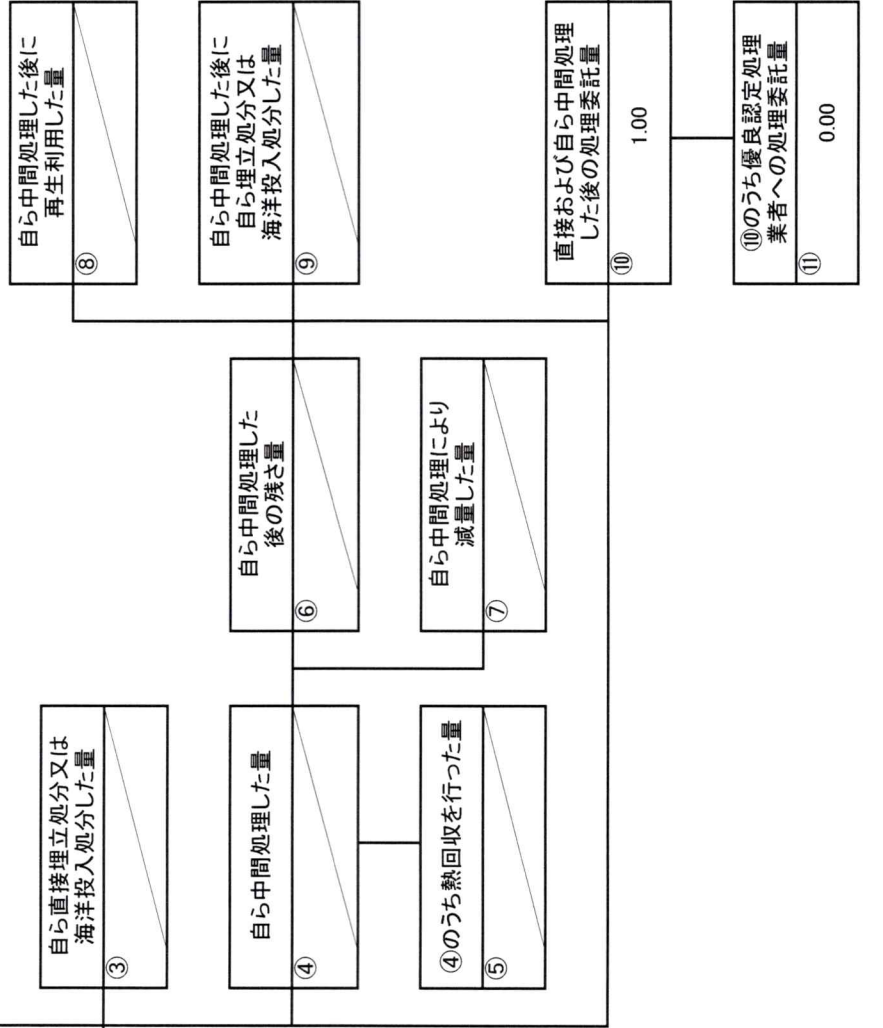 自ら直接埋立処分又は
海洋投入処分した量
③
自ら中間処理した量
④
④のうち熱回収を行った量
⑤
自ら中間処理した
後の残さ量
⑥
自ら中間処理により
減量した量
⑦
自ら中間処理した後に
再生利用した量
⑧
自ら中間処理した後に
自ら埋立処分又は
海洋投入処分した量
⑨
直接および自ら中間処理
した後の処理委託量
⑩
1.00
⑩のうち優良認定処理
業者への処理委託量
⑪
0.00